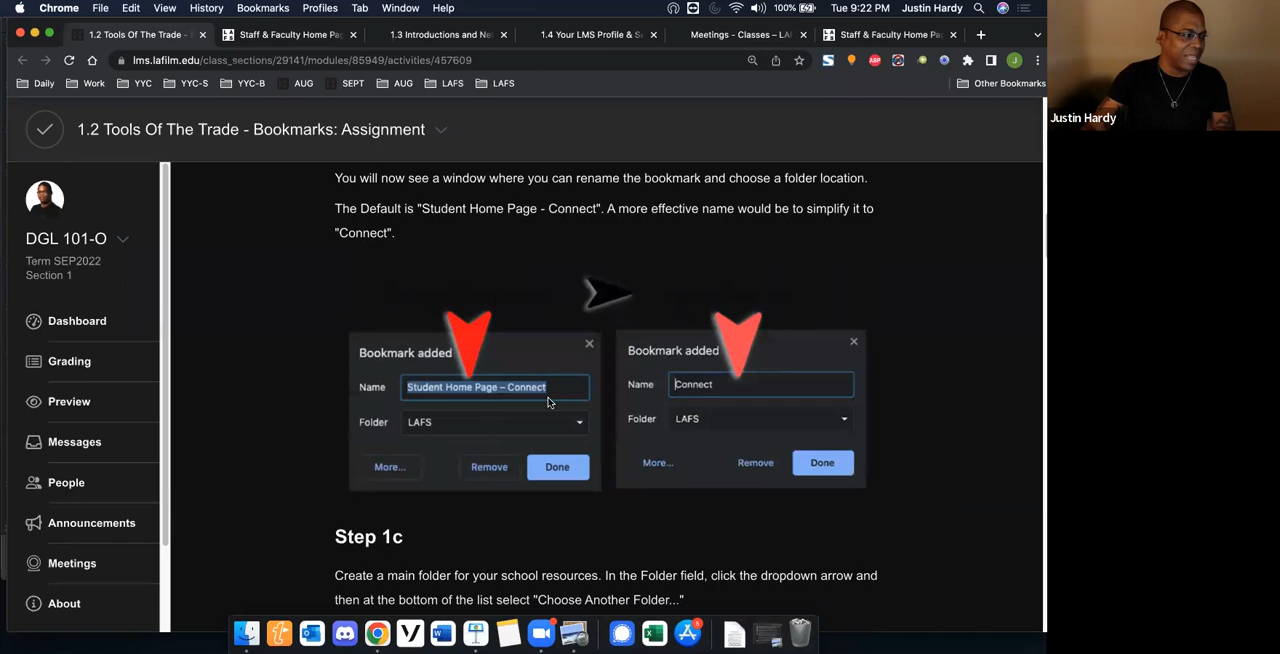 Chrome File Edit View History Bookmarks Profiles Tab Window Help 100% Tue 9:22 PM Justin Hardy
1.2 Tools Of The Trade - Staff & Faculty Home Pa 1.3 Introductions and Ne 1.4 Your LMS Profile & S Meetings - Classes – LA Staff & Faculty Home Pa
lms.lafilm.edu/class_sections/29141/modules/85949/activities/457609
Daily Work YYC YYC-S YYC-B AUG SEPT AUG LAFS LAFS Other Bookmarks
Justin Hardy
1.2 Tools Of The Trade - Bookmarks: Assignment
DGL 101-O
Term SEP2022
Section 1
Dashboard
Grading
Preview
Messages
People
Announcements
Meetings
About
You will now see a window where you can rename the bookmark and choose a folder location.
The Default is "Student Home Page - Connect". A more effective name would be to simplify it to
"Connect".
Bookmark added
Name Student Home Page – Connect
Folder LAFS
More... Remove Done
Bookmark added
Name Connect
Folder LAFS
More... Remove Done
Step 1c
Create a main folder for your school resources. In the Folder field, click the dropdown arrow and
then at the bottom of the list select "Choose Another Folder..."